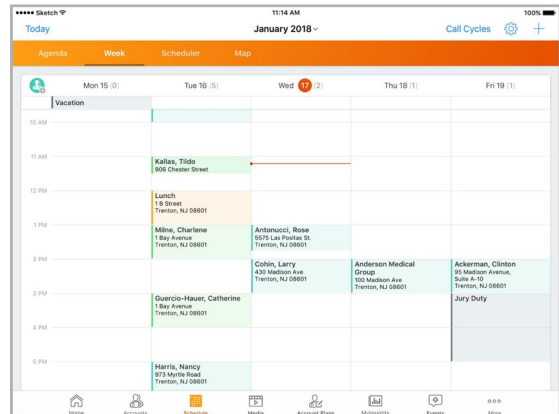 Sketch
11:14 AM
100%
Today
January 2018
Call Cycles
Agenda
Week
Scheduler
Map
Mon 15 (0)
Tue 16 (5)
Wed 17 (2)
Thu 18 (1)
Fri 19 (1)
Vacation
10 AM
11 AM
Kallas, Tildo
906 Chester Street
12 PM
Lunch
1 B Street
Trenton, NJ 08601
1 PM
Milne, Charlene
1 Bay Avenue
Trenton, NJ 08601
Antonucci, Rose
5575 Las Positas St.
Trenton, NJ 08601
2 PM
Cohin, Larry
430 Madison Ave
Trenton, NJ 08601
Anderson Medical
Group
100 Madison Ave
Trenton, NJ 08601
Ackerman, Clinton
95 Madison Avenue,
Suite A-10
Trenton, NJ 08601
3 PM
Guercio-Hauer, Catherine
1 Bay Avenue
Trenton, NJ 08601
Jury Duty
4 PM
5 PM
Harris, Nancy
973 Myrtle Road
Trenton, NJ 08601
Home
Accounts
Schedule
Media
Account Plans
MyInsights
Events
More